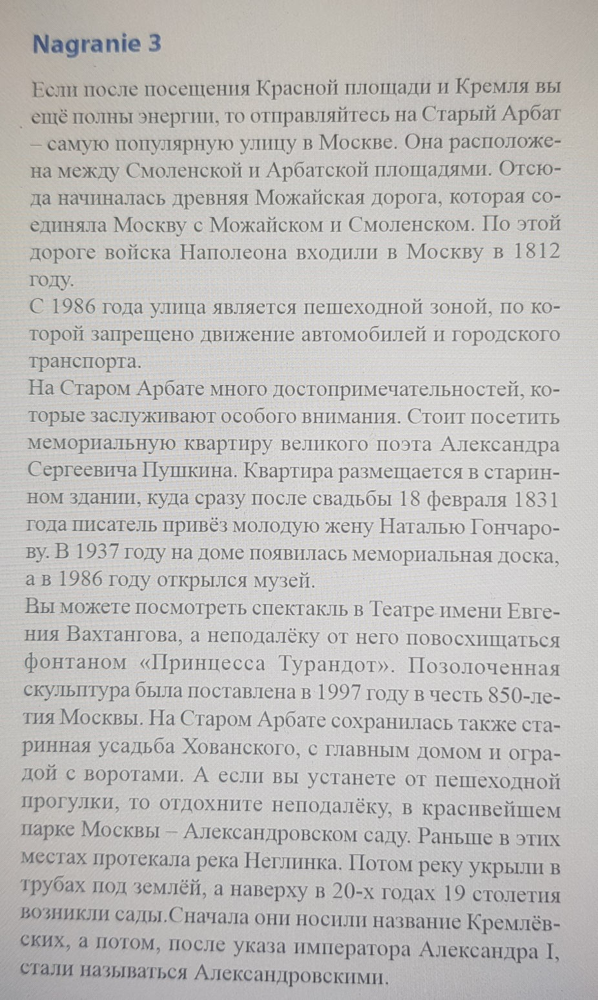 Nagranie 3
Если после посещения Красной площади и Кремля вы
ещё полны энергии, то отправляйтесь на Старый Арбат
– самую популярную улицу в Москве. Она расположе-
на между Смоленской и Арбатской площадями. Отсю-
да начиналась древняя Можайская дорога, которая со-
единяла Москву с Можайском и Смоленском. По этой
дороге войска Наполеона входили в Москву в 1812
году.
С 1986 года улица является пешеходной зоной, по ко-
торой запрещено движение автомобилей и городского
транспорта.
На Старом Арбате много достопримечательностей, ко-
торые заслуживают особого внимания. Стоит посетить
мемориальную квартиру великого поэта Александра
Сергеевича Пушкина. Квартира размещается в старин-
ном здании, куда сразу после свадьбы 18 февраля 1831
года писатель привёз молодую жену Наталью Гончаро-
ву. В 1937 году на доме появилась мемориальная доска,
а в 1986 году открылся музей.
Вы можете посмотреть спектакль в Театре имени Евге-
ния Вахтангова, а неподалёку от него повосхищаться
фонтаном «Принцесса Турандот». Позолоченная
скульптура была поставлена в 1997 году в честь 850-ле-
тия Москвы. На Старом Арбате сохранилась также ста-
ринная усадьба Хованского, с главным домом и огра-
дой с воротами. А если вы устанете от пешеходной
прогулки, то отдохните неподалёку, в красивейшем
парке Москвы – Александровском саду. Раньше в этих
местах протекала река Неглинка. Потом реку укрыли в
трубах под землёй, а наверху в 20-х годах 19 столетия
возникли сады.Сначала они носили название Кремлёв-
ских, а потом, после указа императора Александра I,
стали называться Александровскими.